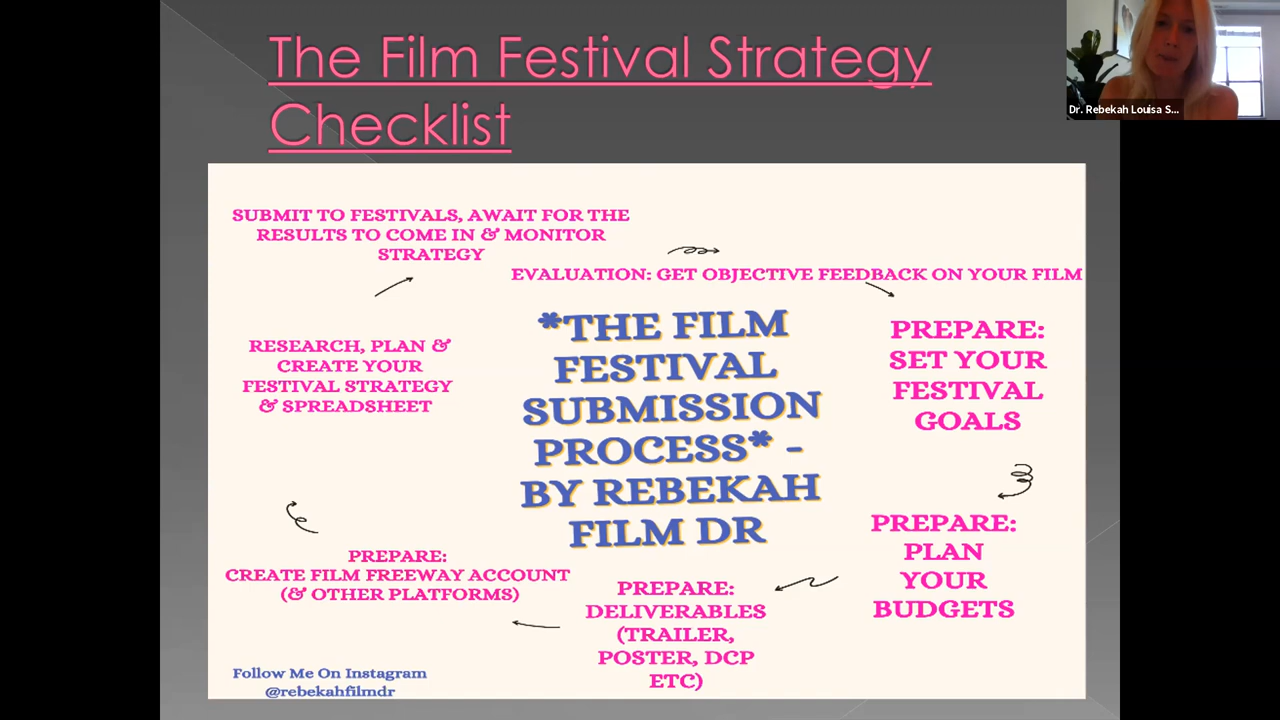 The Film Festival Strategy
Checklist
Dr. Rebekah Louisa S...
SUBMIT TO FESTIVALS, AWAIT FOR THE
RESULTS TO COME IN & MONITOR
STRATEGY
EVALUATION: GET OBJECTIVE FEEDBACK ON YOUR FILM
PREPARE:
SET YOUR
FESTIVAL
GOALS
PREPARE:
PLAN
YOUR
BUDGETS
PREPARE:
DELIVERABLES
(TRAILER,
POSTER, DCP
ETC)
PREPARE:
CREATE FILM FREEWAY ACCOUNT
(& OTHER PLATFORMS)
RESEARCH, PLAN &
CREATE YOUR
FESTIVAL STRATEGY
& SPREADSHEET
*THE FILM
FESTIVAL
SUBMISSION
PROCESS* -
BY REBEKAH
FILM DR
Follow Me On Instagram
@rebekahfilmdr